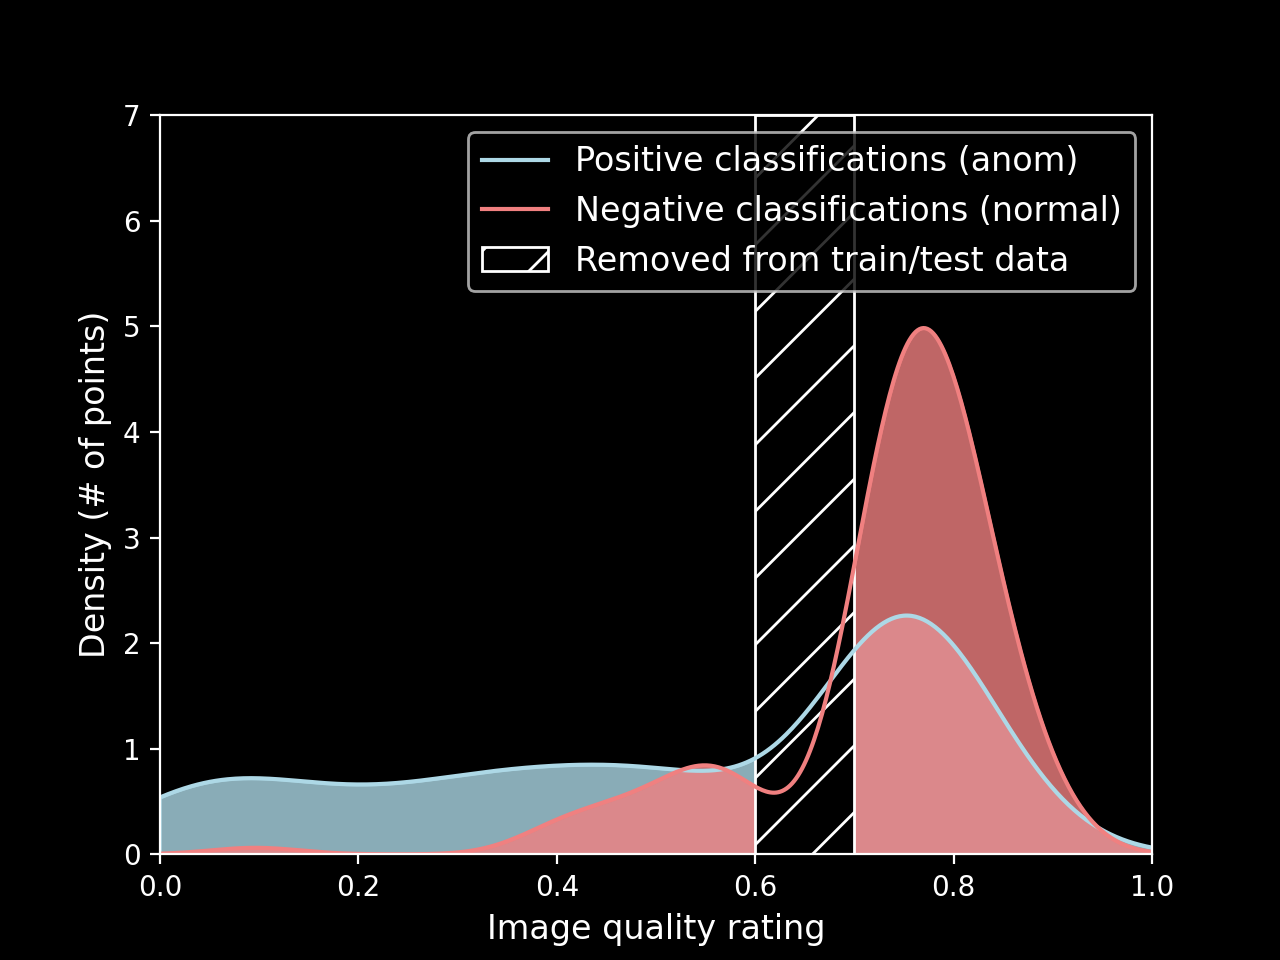 7
6
5
4
3
2
1
0
Density (# of points)
Positive classifications (anom)
Negative classifications (normal)
Removed from train/test data
0.0 0.2 0.4 0.6 0.8 1.0
Image quality rating